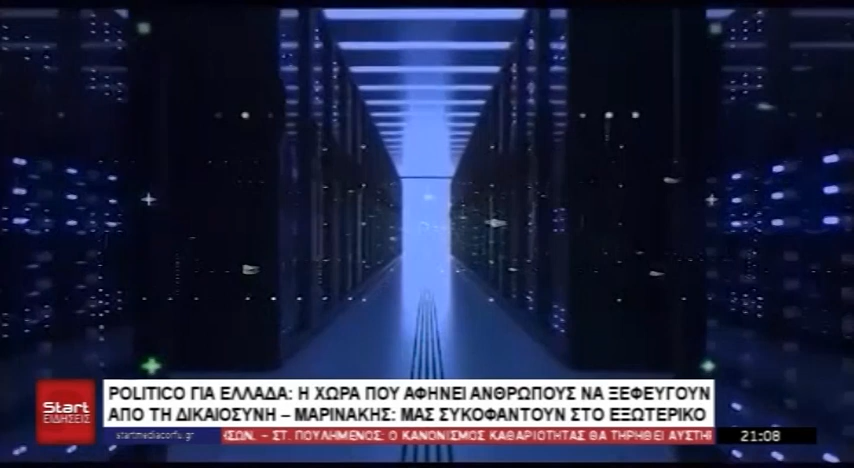 POLITICO ΓΙΑ ΕΛΛΑΔΑ: Η ΧΩΡΑ ΠΟΥ ΑΦΗΝΕΙ ΑΝΘΡΩΠΟΥΣ ΝΑ ΞΕΦΕΥΓΟΥΝ
ΑΠΟ ΤΗ ΔΙΚΑΙΟΣΥΝΗ – ΜΑΡΙΝΑΚΗΣ: ΜΑΣ ΣΥΚΟΦΑΝΤΟΥΝ ΣΤΟ ΕΞΩΤΕΡΙΚΟ
Start
ΕΙΔΗΣΕΙΣ
startmediacorfu.gr
ΣΩΝ. – ΣΤ. ΠΟΥΛΗΜΕΝΟΣ: Ο ΚΑΝΟΝΙΣΜΟΣ ΚΑΘΑΡΙΟΤΗΤΑΣ ΘΑ ΤΗΡΗΘΕΙ ΑΥΣΤΗ
21:08